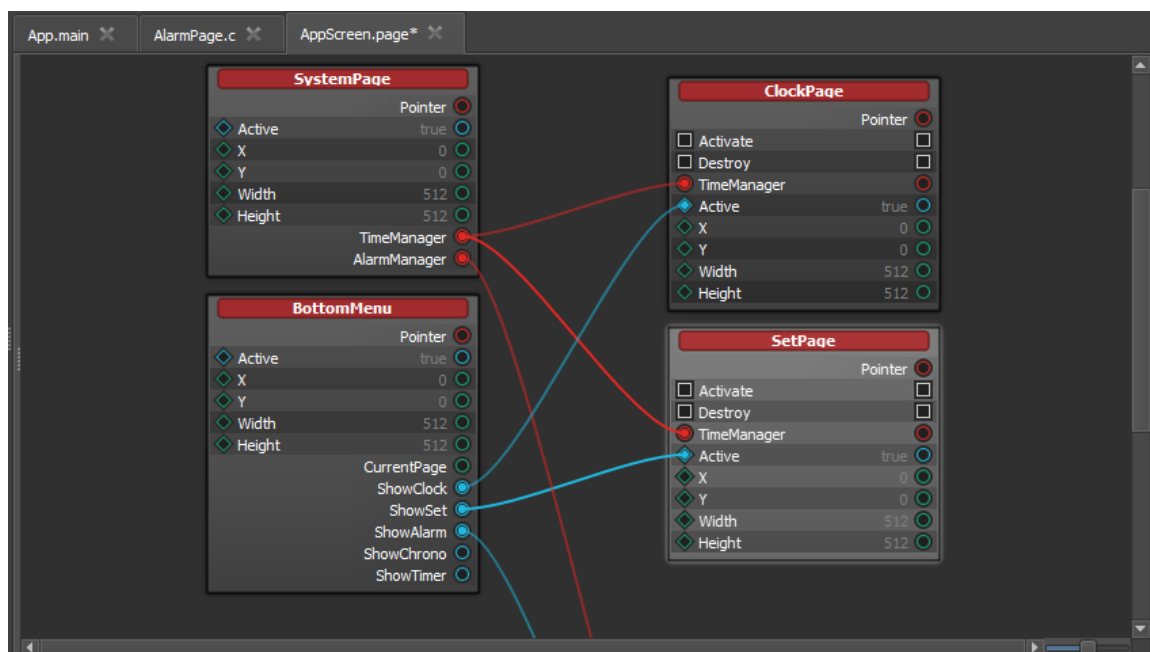 App.main
AlarmPage.c
AppScreen.page*
SystemPage
Pointer
Active true
X 0
Y 0
Width 512
Height 512
TimeManager
AlarmManager
BottomMenu
Pointer
Active true
X 0
Y 0
Width 512
Height 512
CurrentPage
ShowClock
ShowSet
ShowAlarm
ShowChrono
ShowTimer
ClockPage
Pointer
Activate
Destroy
TimeManager
Active true
X 0
Y 0
Width 512
Height 512
SetPage
Pointer
Activate
Destroy
TimeManager
Active true
X 0
Y 0
Width 512
Height 512